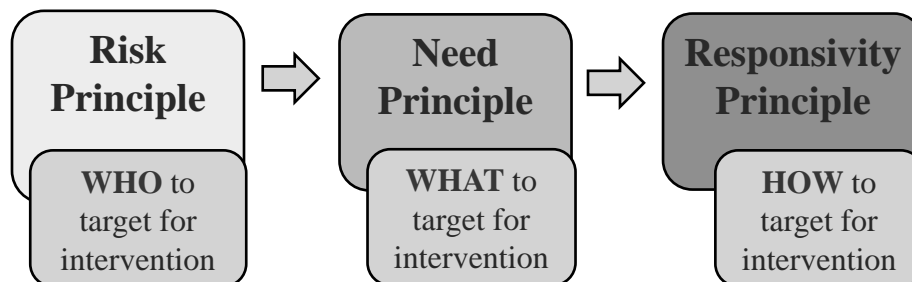 Risk
Principle
WHO to
target for
intervention
Need
Principle
WHAT to
target for
intervention
Responsivity
Principle
HOW to
target for
intervention